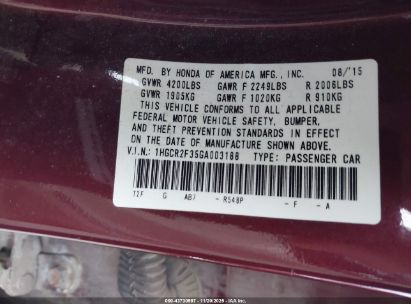 MFD. BY HONDA OF AMERICA MFG., INC. 08/'15
GVWR 4200LBS GAWR F 2249LBS R 2006LBS
GVWR 1905KG GAWR F 1020KG R 910KG
THIS VEHICLE CONFORMS TO ALL APPLICABLE
FEDERAL MOTOR VEHICLE SAFETY, BUMPER,
AND THEFT PREVENTION STANDARDS IN EFFECT
ON THE DATE OF MANUFACTURE SHOWN ABOVE.
V.I.N.: 1HGCR2F35GA003188 TYPE: PASSENGER CAR
12F G AB7 - R548P - F - A